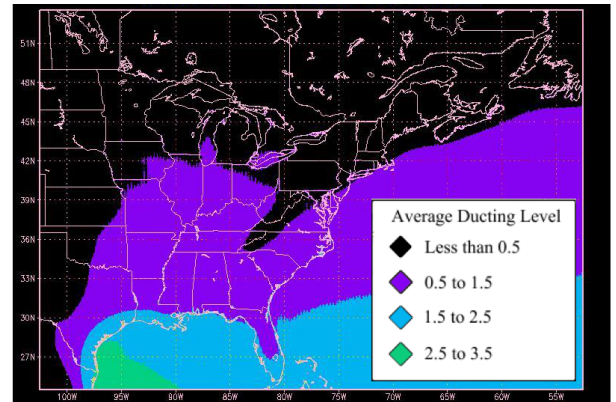 51N
48N
45N
42N
39N
36N
33N
30N
27N
Average Ducting Level
Less than 0.5
0.5 to 1.5
1.5 to 2.5
2.5 to 3.5
100W 95W 90W 85W 80W 75W 70W 65W 60W 55W